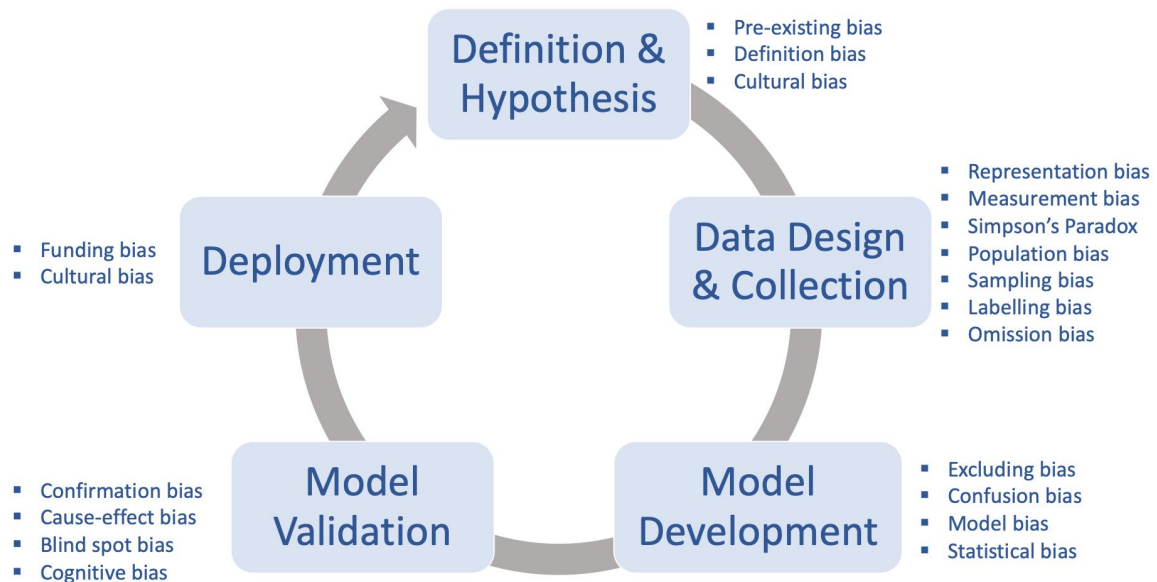 Definition &
Hypothesis
▪ Pre-existing bias
▪ Definition bias
▪ Cultural bias
Data Design
& Collection
▪ Representation bias
▪ Measurement bias
▪ Simpson's Paradox
▪ Population bias
▪ Sampling bias
▪ Labelling bias
▪ Omission bias
Model
Development
▪ Excluding bias
▪ Confusion bias
▪ Model bias
▪ Statistical bias
Model
Validation
▪ Confirmation bias
▪ Cause-effect bias
▪ Blind spot bias
▪ Cognitive bias
Deployment
▪ Funding bias
▪ Cultural bias